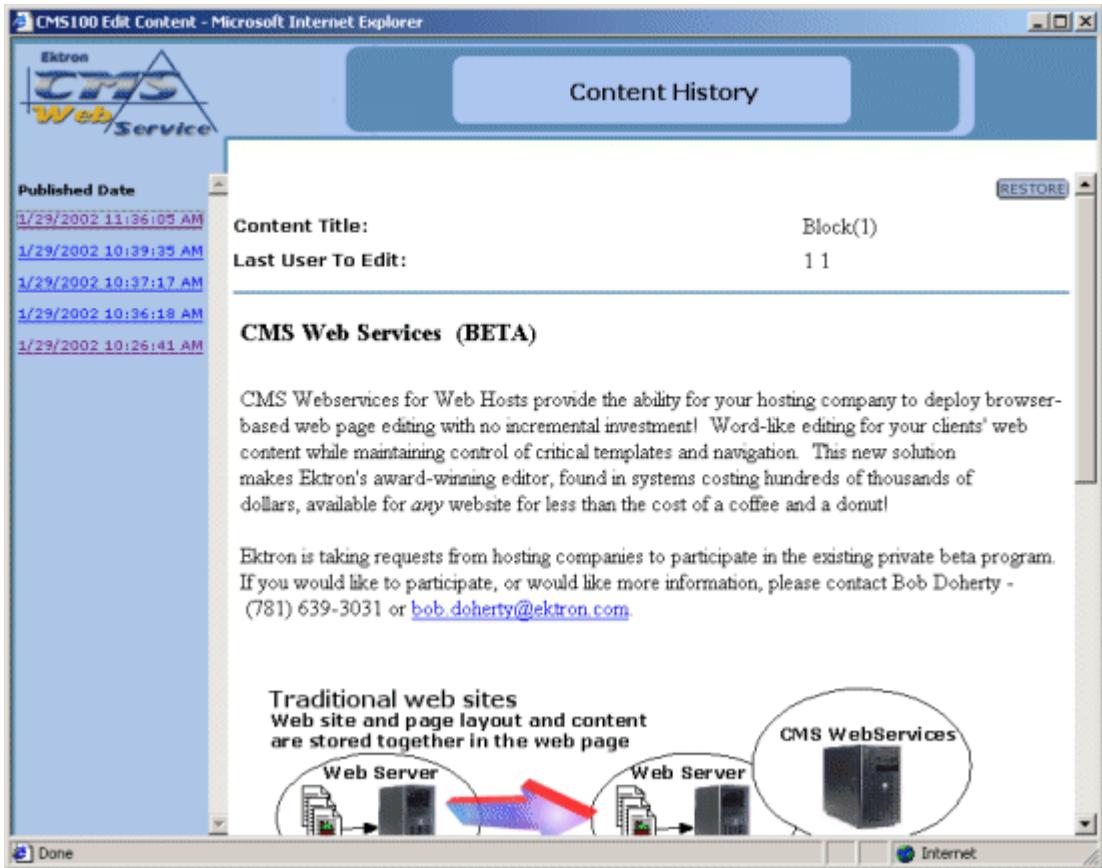 CMS100 Edit Content - Microsoft Internet Explorer
Ektron
CMS
Web
Service
Content History
Published Date
1/29/2002 11:36:05 AM
1/29/2002 10:39:35 AM
1/29/2002 10:37:17 AM
1/29/2002 10:36:18 AM
1/29/2002 10:26:41 AM
RESTORE
Content Title: Block(1)
Last User To Edit: 1 1
CMS Web Services (BETA)
CMS Webservices for Web Hosts provide the ability for your hosting company to deploy browser-
based web page editing with no incremental investment! Word-like editing for your clients' web
content while maintaining control of critical templates and navigation. This new solution
makes Ektron's award-winning editor, found in systems costing hundreds of thousands of
dollars, available for any website for less than the cost of a coffee and a donut!
Ektron is taking requests from hosting companies to participate in the existing private beta program.
If you would like to participate, or would like more information, please contact Bob Doherty -
(781) 639-3031 or bob.doherty@ektron.com.
Traditional web sites
Web site and page layout and content
are stored together in the web page
CMS WebServices
Web Server
Web Server
Done
Internet